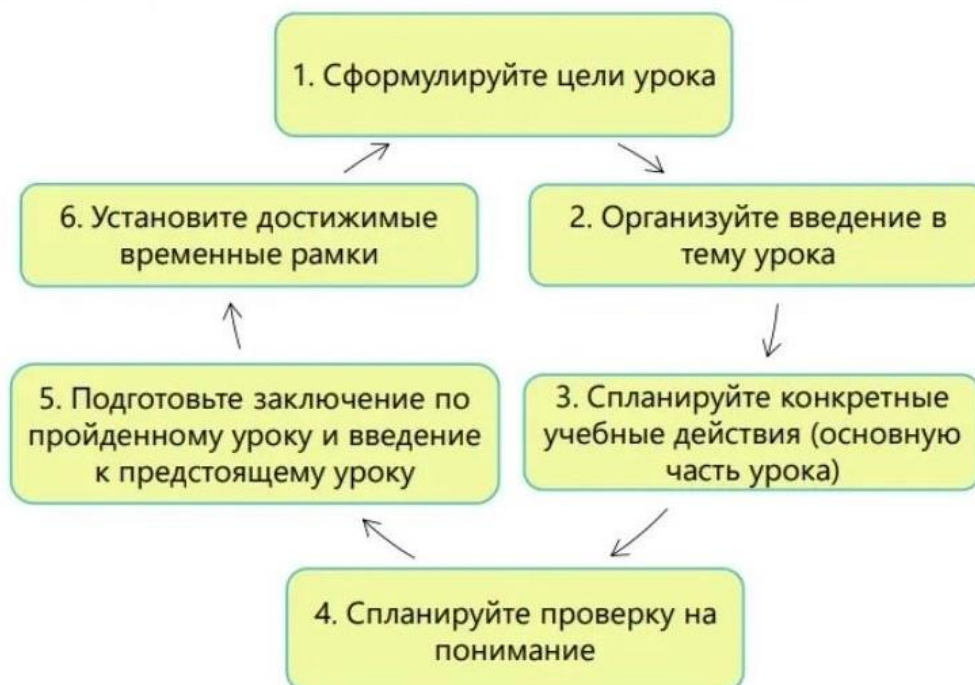 1. Сформулируйте цели урока
2. Организуйте введение в
тему урока
3. Спланируйте конкретные
учебные действия (основную
часть урока)
4. Спланируйте проверку на
понимание
5. Подготовьте заключение по
пройденному уроку и введение
к предстоящему уроку
6. Установите достижимые
временные рамки